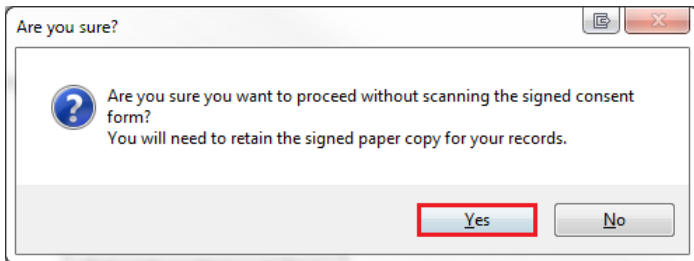 Are you sure?
Are you sure you want to proceed without scanning the signed consent
form?
You will need to retain the signed paper copy for your records.
Yes
No